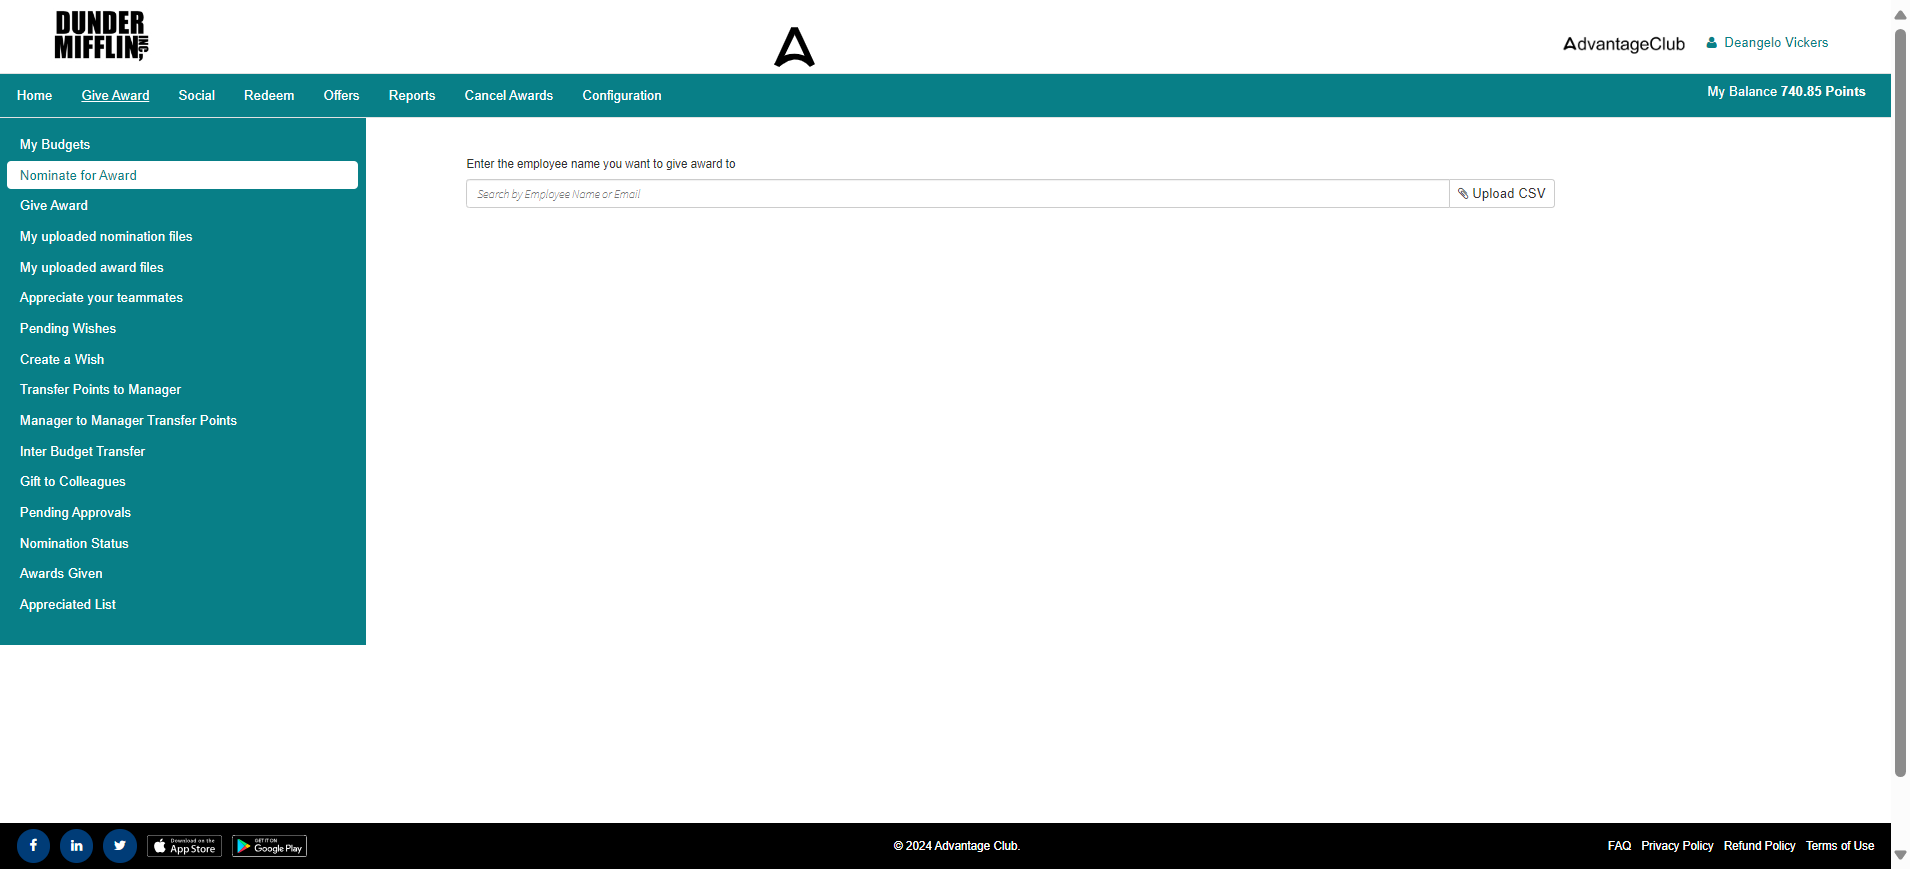 DUNDER
MIFFLIN INC,
AdvantageClub
Deangelo Vickers
Home
Give Award
Social
Redeem
Offers
Reports
Cancel Awards
Configuration
My Balance 740.85 Points
My Budgets
Nominate for Award
Give Award
My uploaded nomination files
My uploaded award files
Appreciate your teammates
Pending Wishes
Create a Wish
Transfer Points to Manager
Manager to Manager Transfer Points
Inter Budget Transfer
Gift to Colleagues
Pending Approvals
Nomination Status
Awards Given
Appreciated List
Enter the employee name you want to give award to
Search by Employee Name or Email
Upload CSV
Download on the
App Store
GET IT ON
Google Play
© 2024 Advantage Club.
FAQ
Privacy Policy
Refund Policy
Terms of Use